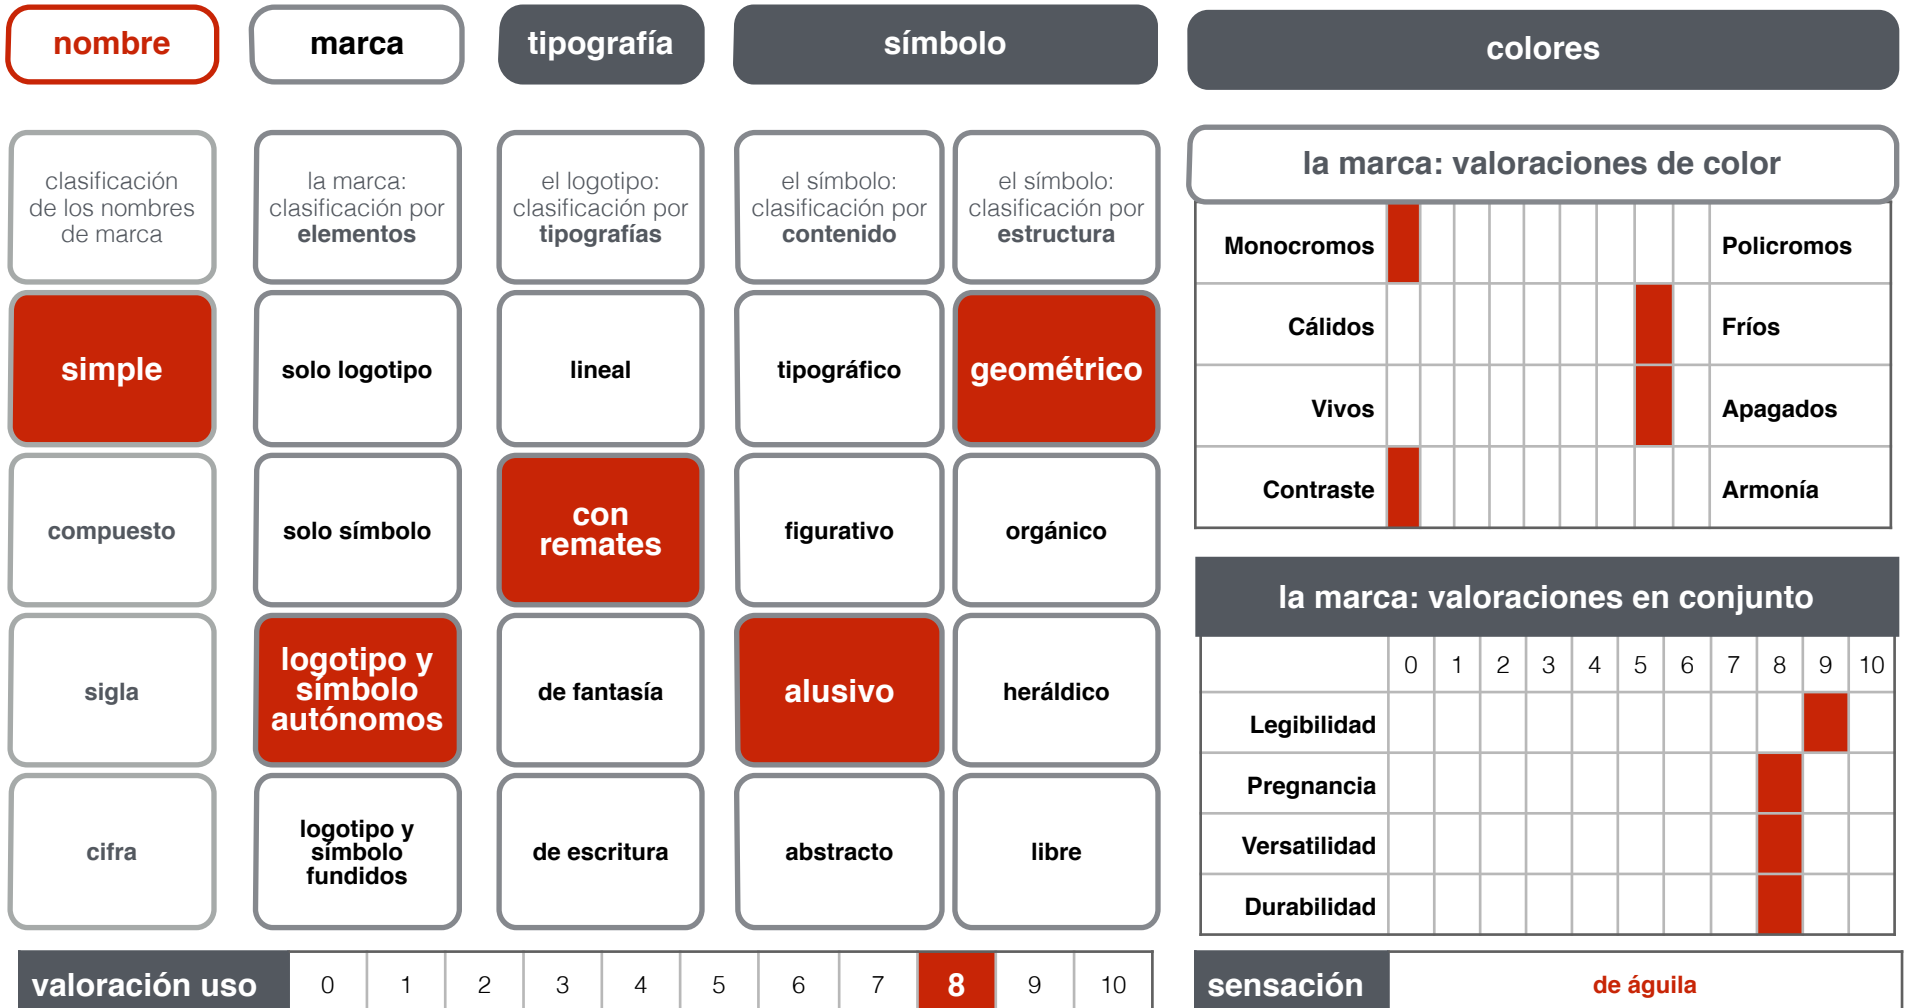 nombre
marca
tipografía
símbolo
colores
clasificación
de los nombres
de marca
la marca:
clasificación por
elementos
el logotipo:
clasificación por
tipografías
el símbolo:
clasificación por
contenido
el símbolo:
clasificación por
estructura
simple
solo logotipo
lineal
tipográfico
geométrico
compuesto
solo símbolo
con
remates
figurativo
orgánico
sigla
logotipo y
símbolo
autónomos
de fantasía
alusivo
heráldico
cifra
logotipo y
símbolo
fundidos
de escritura
abstracto
libre
valoración uso 0 1 2 3 4 5 6 7 8 9 10
la marca: valoraciones de color
Monocromos Policromos
Cálidos Fríos
Vivos Apagados
Contraste Armonía
la marca: valoraciones en conjunto
0 1 2 3 4 5 6 7 8 9 10
Legibilidad
Pregnancia
Versatilidad
Durabilidad
sensación de águila